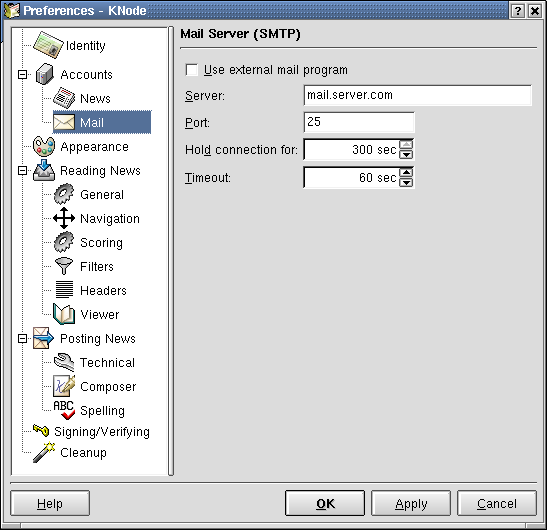 Preferences - KNode
Identity
Accounts
News
Mail
Appearance
Reading News
General
Navigation
Scoring
Filters
Headers
Viewer
Posting News
Technical
Composer
ABC
Spelling
Signing/Verifying
Cleanup
Mail Server (SMTP)
Use external mail program
Server: mail.server.com
Port: 25
Hold connection for: 300 sec
Timeout: 60 sec
Help
OK
Apply
Cancel